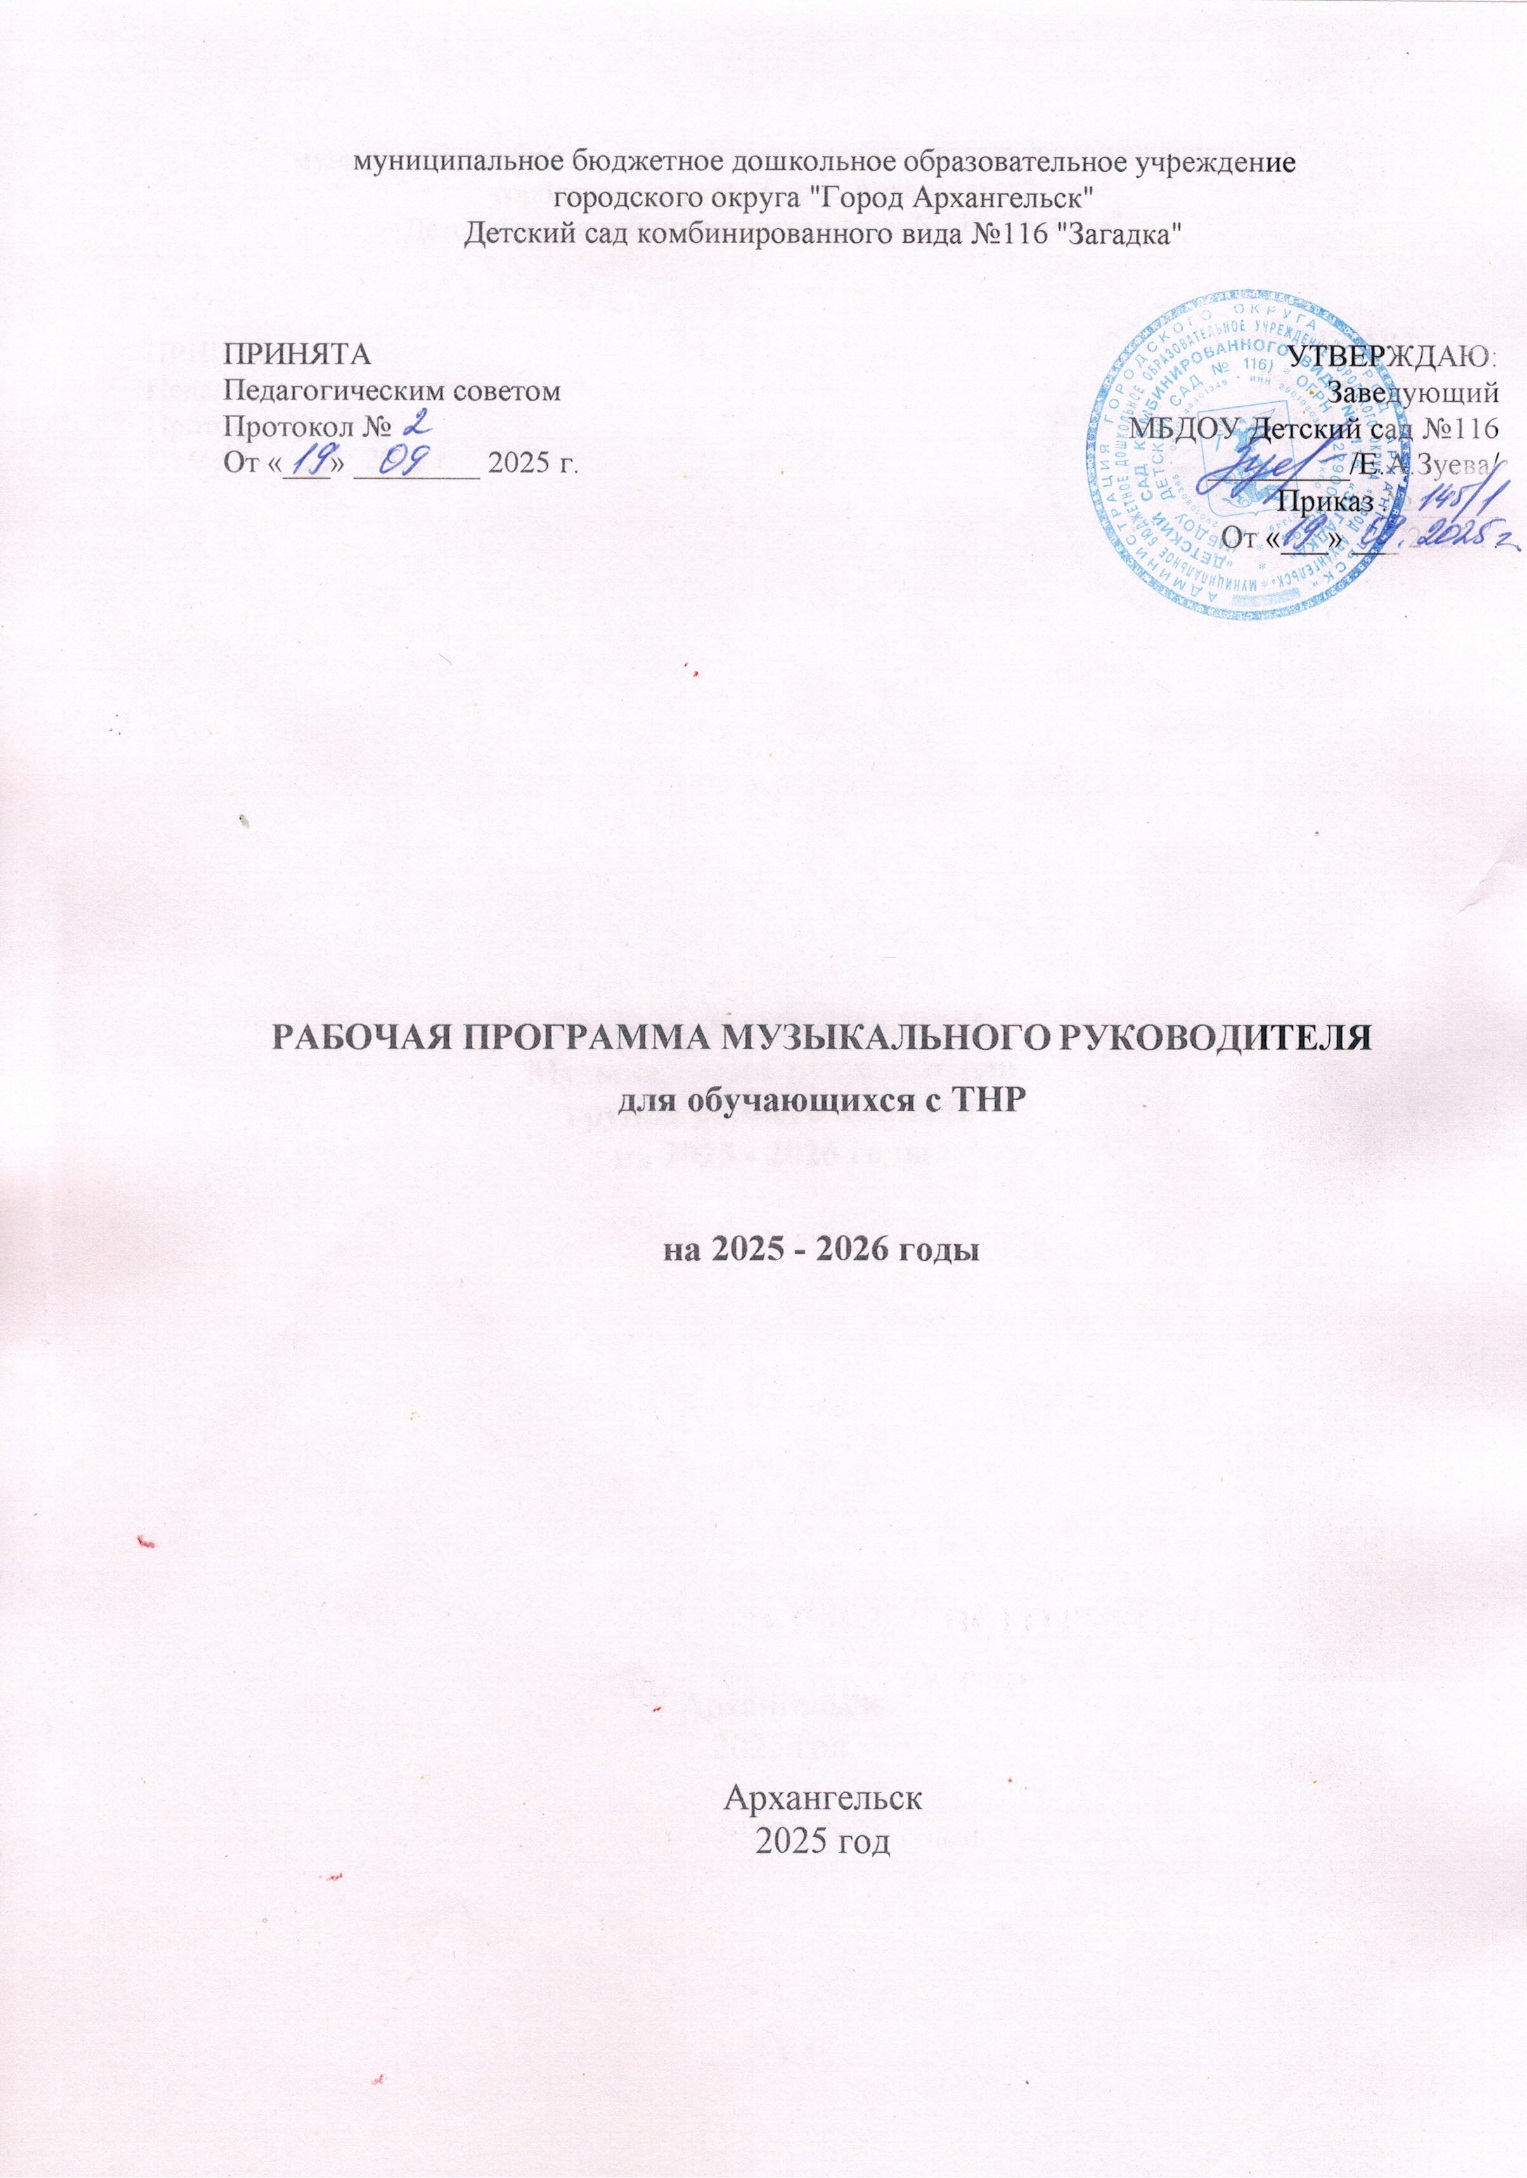 муниципальное бюджетное дошкольное образовательное учреждение
городского округа "Город Архангельск"
Детский сад комбинированного вида №116 "Загадка"
ПРИНЯТА
Педагогическим советом
Протокол № 2
От «19» 09 2025 г.
УТВЕРЖДАЮ:
Заведующий
МБДОУ Детский сад №116
/Е.А.Зуева/
Приказ 145/1
От «19» 09. 2025 г.
РАБОЧАЯ ПРОГРАММА МУЗЫКАЛЬНОГО РУКОВОДИТЕЛЯ
для обучающихся с ТНР
на 2025 - 2026 годы
Архангельск
2025 год